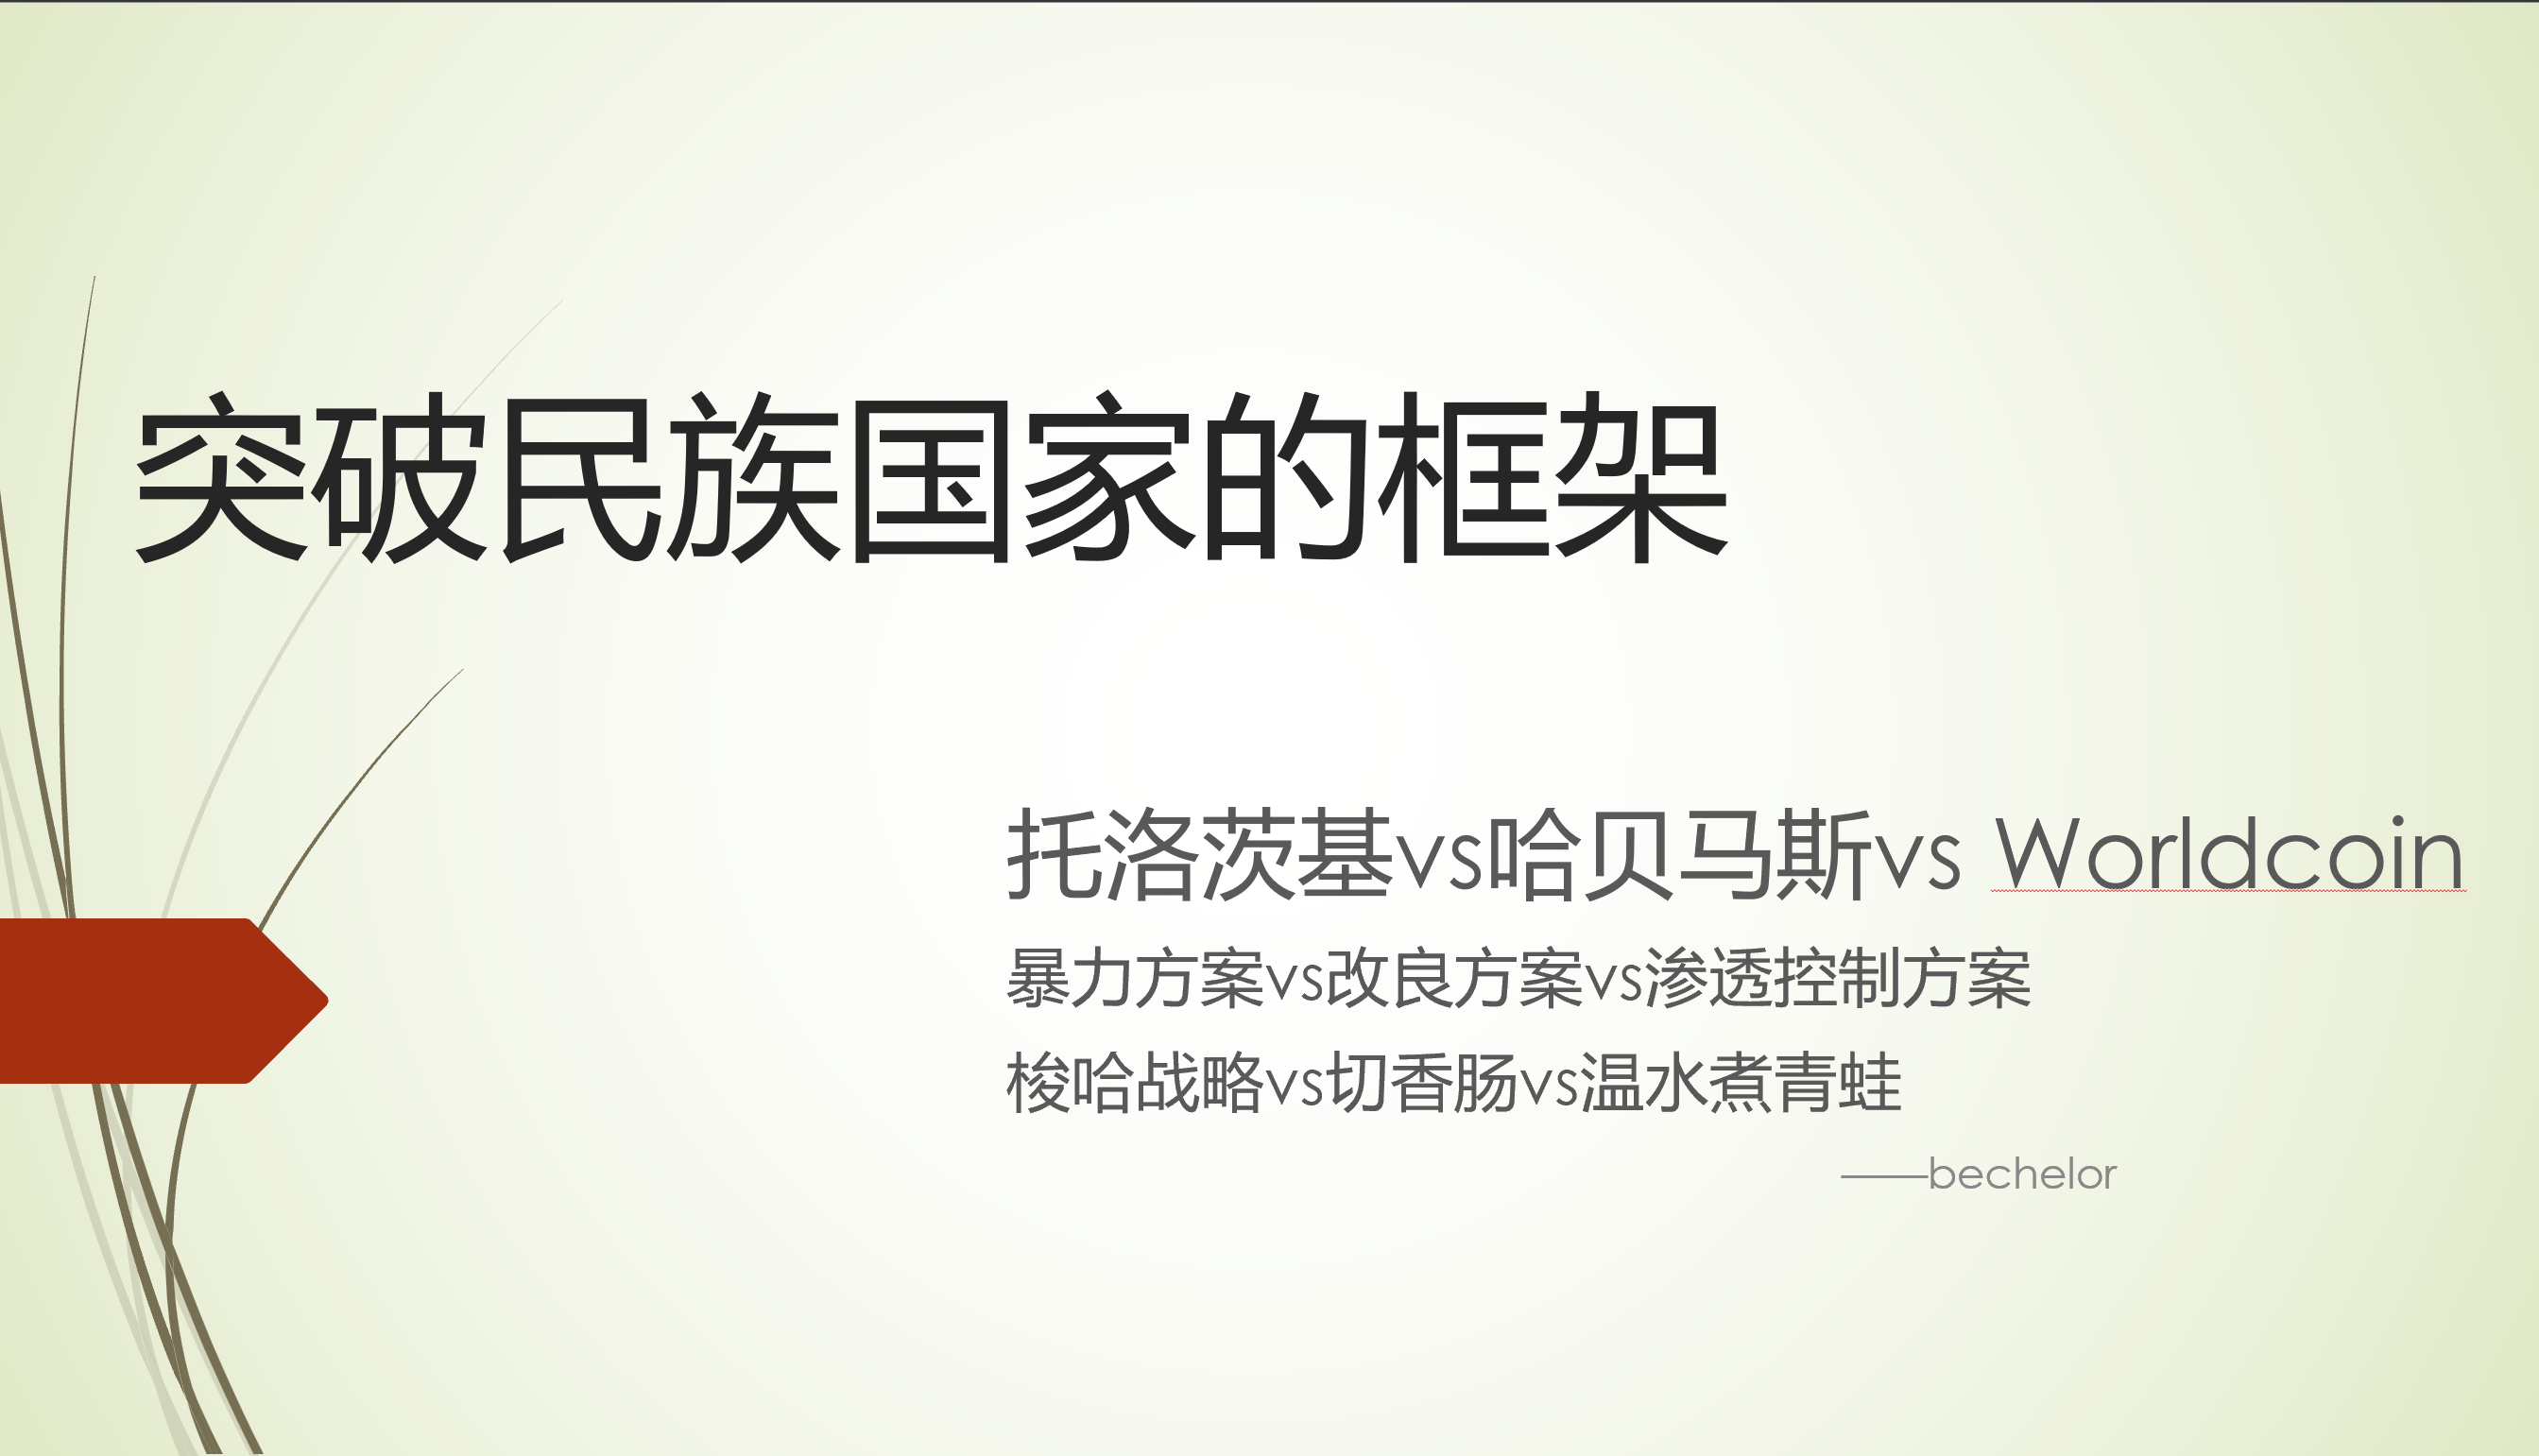 突破民族国家的框架
托洛茨基vs哈贝马斯vs Worldcoin
暴力方案vs改良方案vs渗透控制方案
梭哈战略vs切香肠vs温水煮青蛙
——bechelor